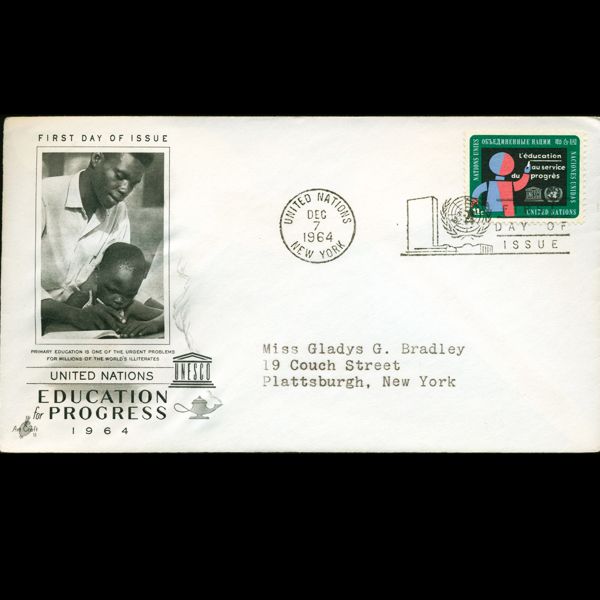 FIRST DAY OF ISSUE
PRIMARY EDUCATION IS ONE OF THE URGENT PROBLEMS
FOR MILLIONS OF THE WORLD'S ILLITERATES
UNITED NATIONS
UNESCO
EDUCATION
for PROGRESS
1964
Art Craft
UNITED NATIONS
DEC
7
1964
NEW YORK
NATIONS UNIES
ОБЪЕДИНЕННЫЕ НАЦИИ
NACIONES UNIDAS
UNITED NATIONS
L'éducation
au service
du progrès
DAY OF
ISSUE
Miss Gladys G. Bradley
19 Couch Street
Plattsburgh, New York